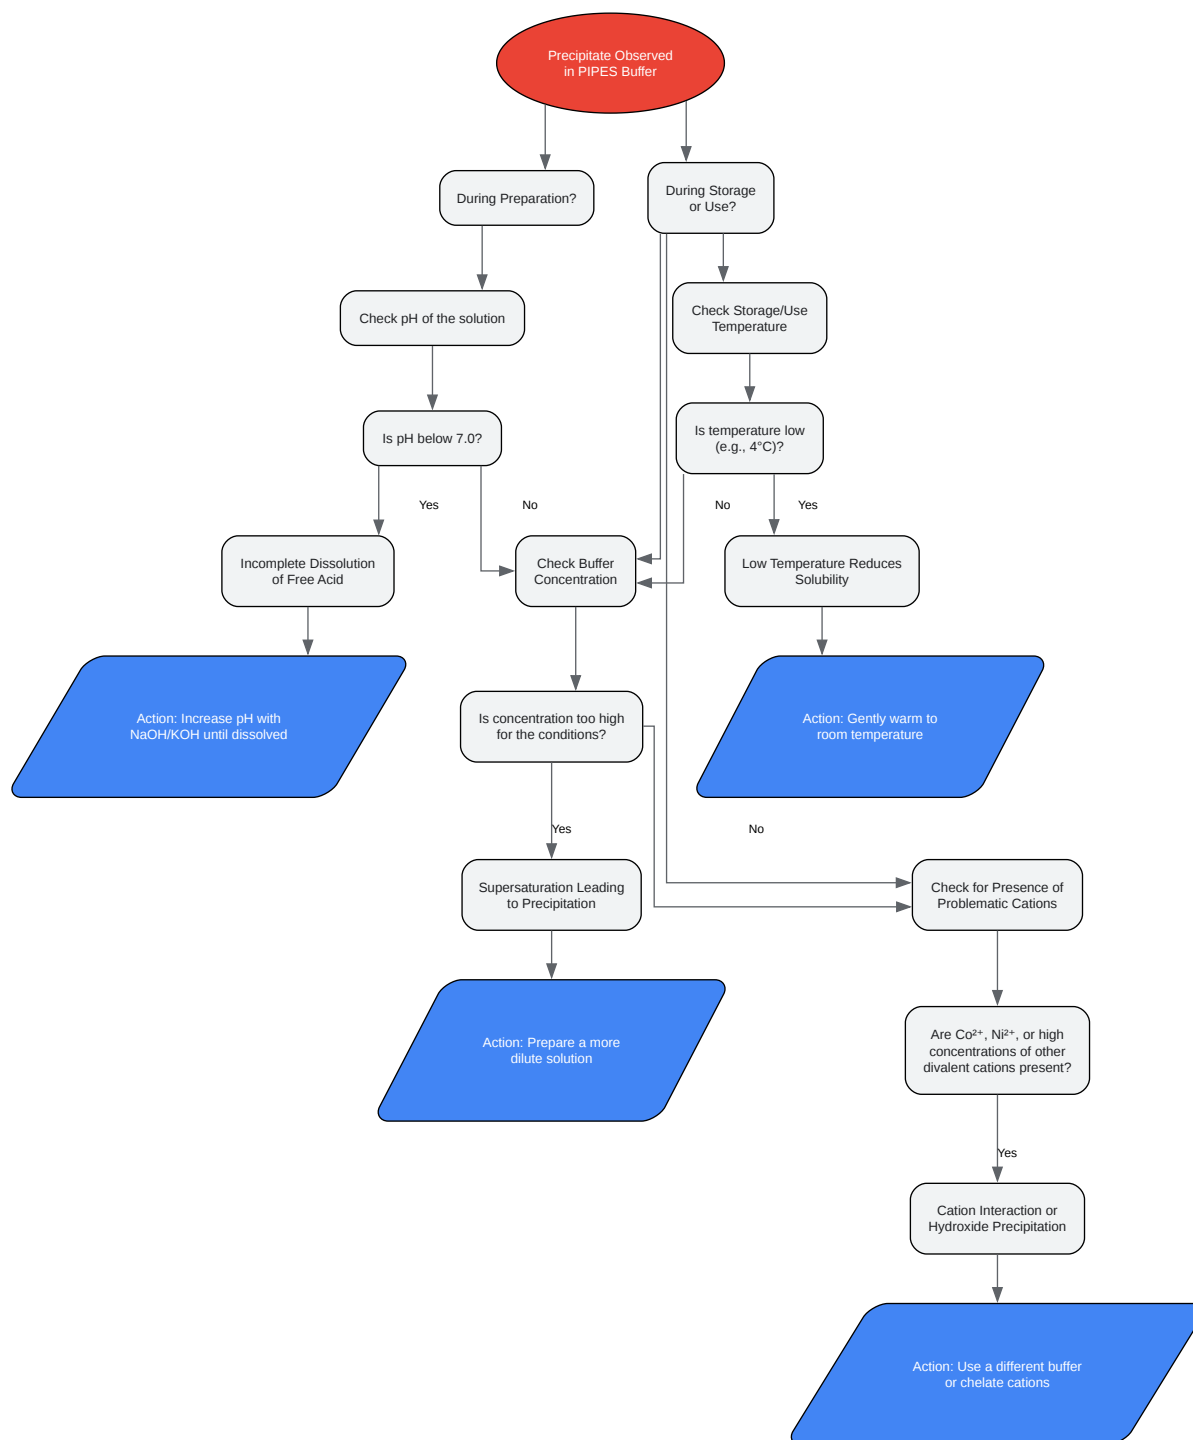 Precipitate Observed
in PIPES Buffer
During Preparation?
During Storage
or Use?
Check pH of the solution
Check Storage/Use
Temperature
Is pH below 7.0?
Is temperature low
(e.g., 4°C)?
Yes
No
No
Yes
Incomplete Dissolution
of Free Acid
Check Buffer
Concentration
Low Temperature Reduces
Solubility
Action: Increase pH with
NaOH/KOH until dissolved
Is concentration too high
for the conditions?
Action: Gently warm to
room temperature
Yes
No
Supersaturation Leading
to Precipitation
Check for Presence of
Problematic Cations
Action: Prepare a more
dilute solution
Are Co²⁺, Ni²⁺, or high
concentrations of other
divalent cations present?
Yes
Cation Interaction or
Hydroxide Precipitation
Action: Use a different buffer
or chelate cations